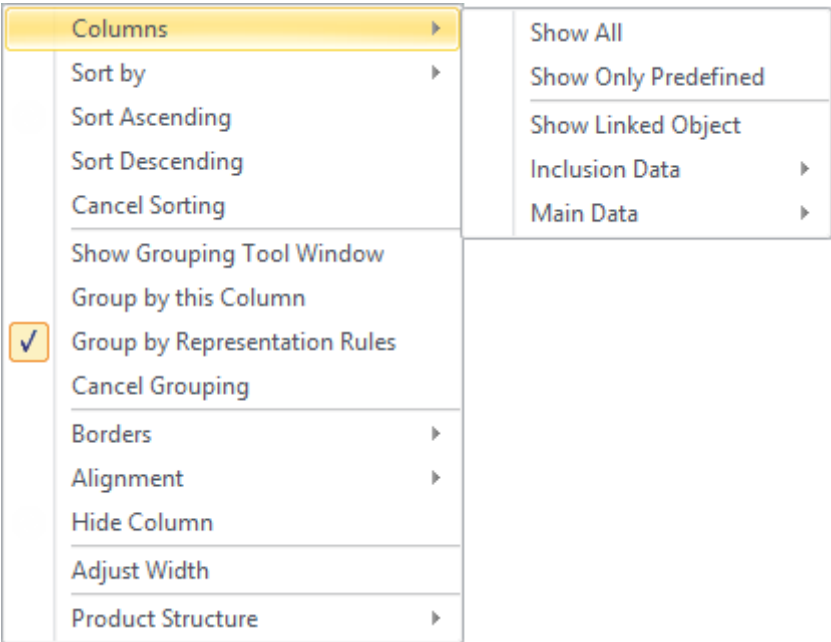 Columns
Sort by
Sort Ascending
Sort Descending
Cancel Sorting
Show Grouping Tool Window
Group by this Column
Group by Representation Rules
Cancel Grouping
Borders
Alignment
Hide Column
Adjust Width
Product Structure
Show All
Show Only Predefined
Show Linked Object
Inclusion Data
Main Data